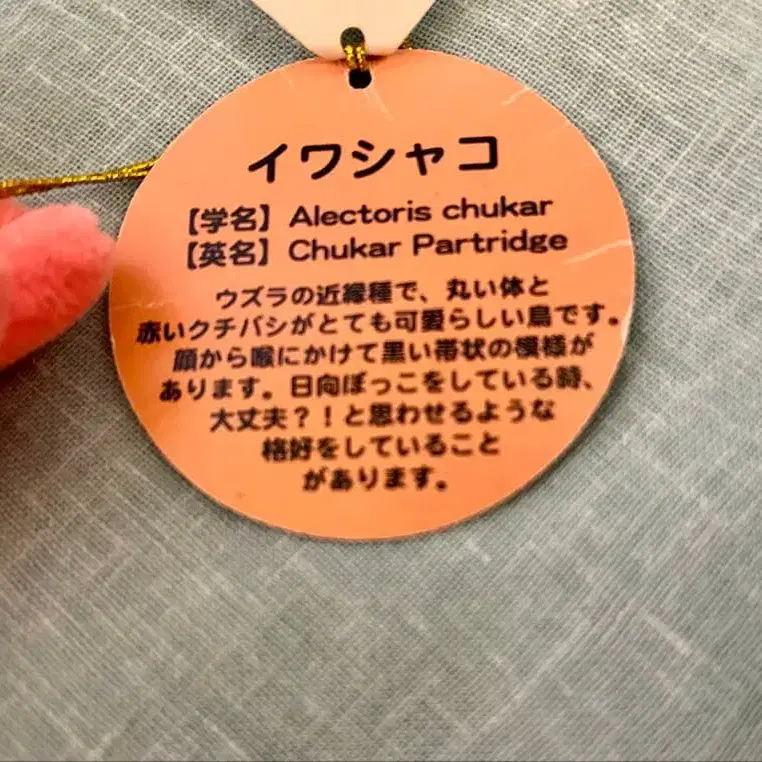 イワシャコ
【学名】Alectoris chukar
【英名】Chukar Partridge
ウズラの近縁種で、丸い体と
赤いクチバシがとても可愛らしい鳥です。
顔から喉にかけて黒い帯状の模様が
あります。日向ぼっこをしている時、
大丈夫？！と思わせるような
格好をしていること
があります。